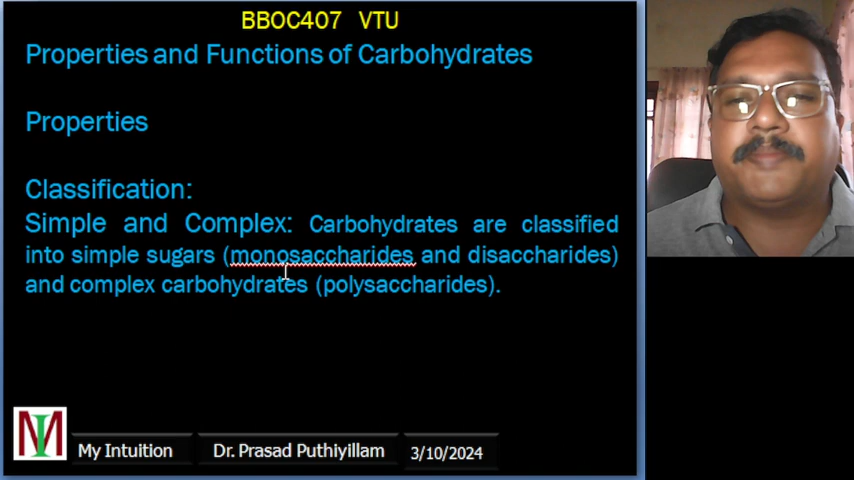 BBOC407 VTU
Properties and Functions of Carbohydrates
Properties
Classification:
Simple and Complex: Carbohydrates are classified
into simple sugars (monosaccharides and disaccharides)
and complex carbohydrates (polysaccharides).
MI
My Intuition
Dr. Prasad Puthiyillam
3/10/2024